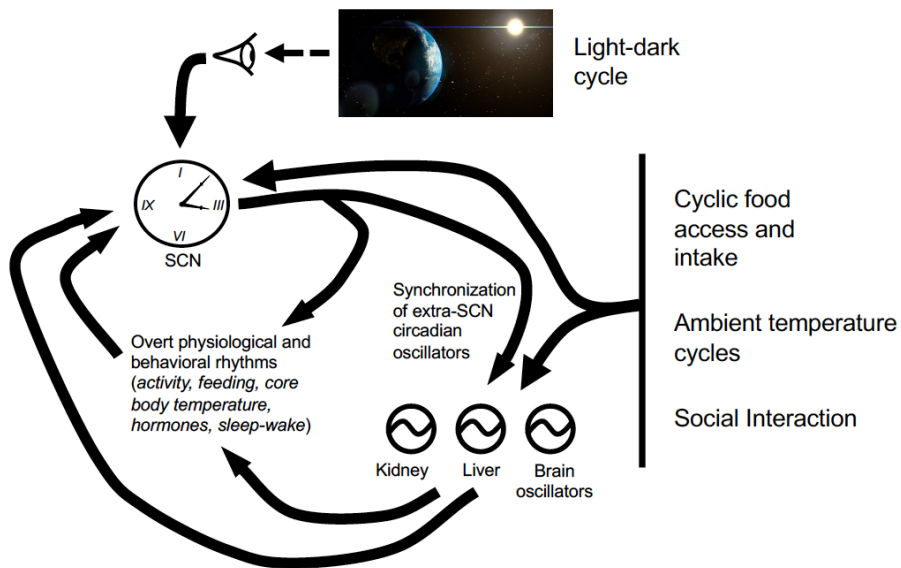 Light-dark
cycle
I
IX
III
VI
SCN
Cyclic food
access and
intake
Synchronization
of extra-SCN
circadian
oscillators
Ambient temperature
cycles
Overt physiological and
behavioral rhythms
(activity, feeding, core
body temperature,
hormones, sleep-wake)
Social Interaction
Kidney
Liver
Brain
oscillators